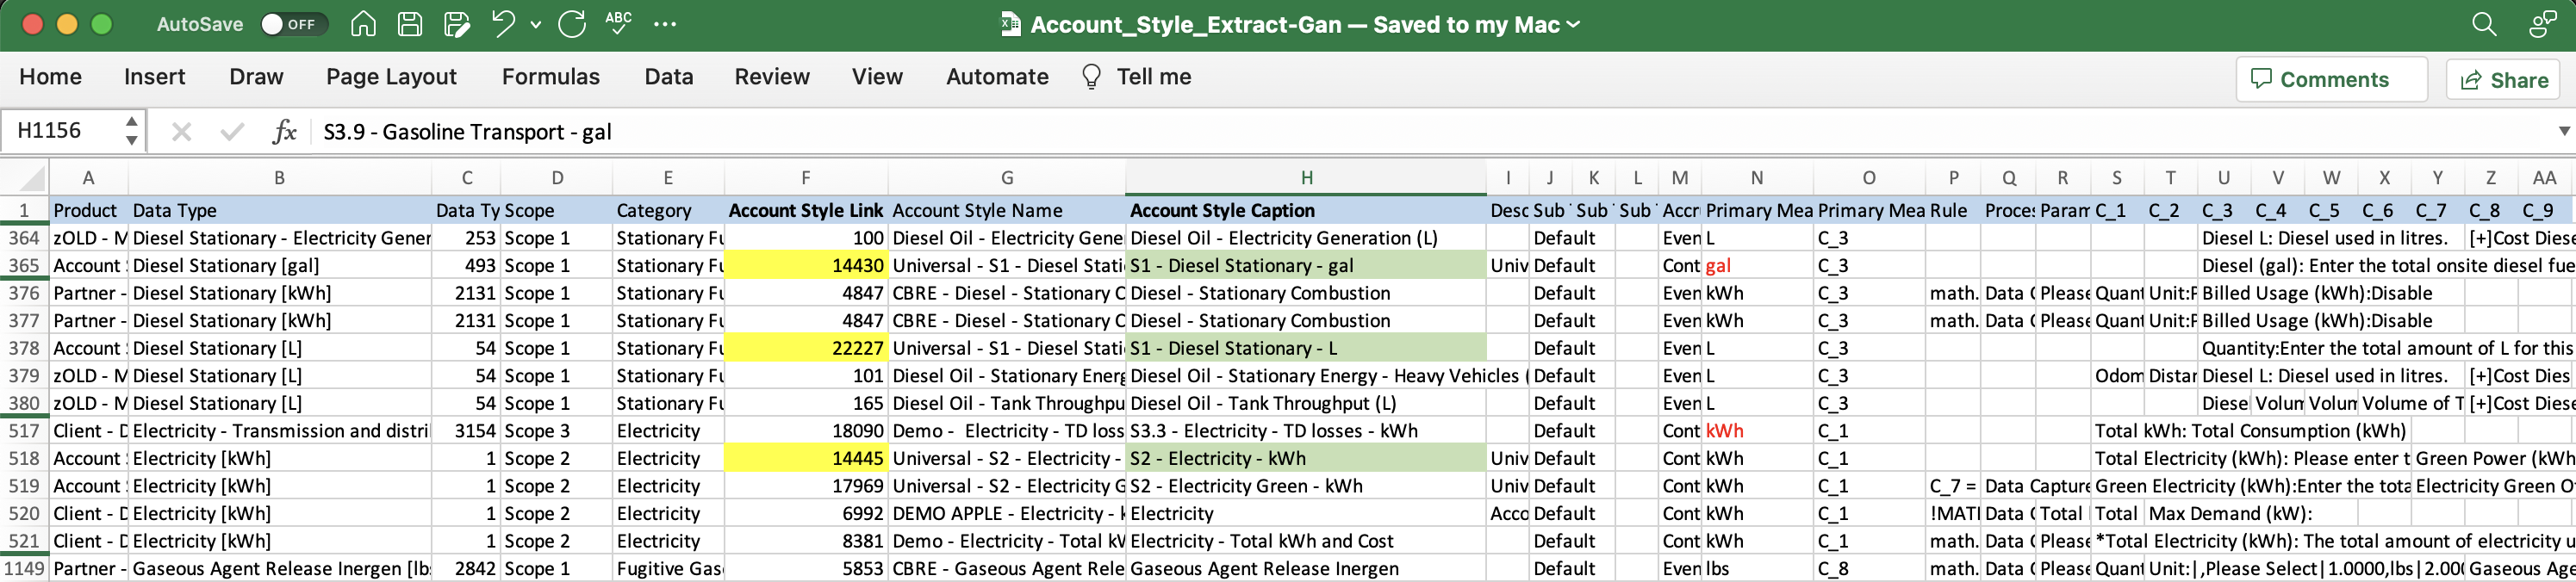 AutoSave OFF ABC ... Account_Style_Extract-Gan — Saved to my Mac
Home Insert Draw Page Layout Formulas Data Review View Automate Tell me Comments Share
H1156 fx S3.9 - Gasoline Transport - gal
A B C D E F G H I J K L M N O P Q R S T U V W X Y Z AA
1 Product Data Type Data Ty Scope Category Account Style Link Account Style Name Account Style Caption Desc Sub Sub Sub Accr Primary Mea Primary Mea Rule Proces Param C_1 C_2 C_3 C_4 C_5 C_6 C_7 C_8 C_9
364 zOLD - M Diesel Stationary - Electricity Gener 253 Scope 1 Stationary Fu 100 Diesel Oil - Electricity Gene Diesel Oil - Electricity Generation (L) Default Even L C_3 Diesel L: Diesel used in litres. [+]Cost Diese
365 Account Diesel Stationary [gal] 493 Scope 1 Stationary Fu 14430 Universal - S1 - Diesel Stati S1 - Diesel Stationary - gal Univ Default Cont gal C_3 Diesel (gal): Enter the total onsite diesel fue
376 Partner - Diesel Stationary [kWh] 2131 Scope 1 Stationary Fu 4847 CBRE - Diesel - Stationary C Diesel - Stationary Combustion Default Even kWh C_3 math. Data Please Quant Unit:F Billed Usage (kWh):Disable
377 Partner - Diesel Stationary [kWh] 2131 Scope 1 Stationary Fu 4847 CBRE - Diesel - Stationary C Diesel - Stationary Combustion Default Even kWh C_3 math. Data Please Quant Unit:F Billed Usage (kWh):Disable
378 Account Diesel Stationary [L] 54 Scope 1 Stationary Fu 22227 Universal - S1 - Diesel Stati S1 - Diesel Stationary - L Default Even L C_3 Quantity:Enter the total amount of L for this
379 zOLD - M Diesel Stationary [L] 54 Scope 1 Stationary Fu 101 Diesel Oil - Stationary Energ Diesel Oil - Stationary Energy - Heavy Vehicles ( Default Even L C_3 Odom Distan Diesel L: Diesel used in litres. [+]Cost Dies
380 zOLD - M Diesel Stationary [L] 54 Scope 1 Stationary Fu 165 Diesel Oil - Tank Throughpu Diesel Oil - Tank Throughput (L) Default Even L C_3 Diese Volum Volum Volume of T [+]Cost Diese
517 Client - D Electricity - Transmission and distri 3154 Scope 3 Electricity 18090 Demo - Electricity - TD loss S3.3 - Electricity - TD losses - kWh Default Cont kWh C_1 Total kWh: Total Consumption (kWh)
518 Account Electricity [kWh] 1 Scope 2 Electricity 14445 Universal - S2 - Electricity - S2 - Electricity - kWh Univ Default Cont kWh C_1 Total Electricity (kWh): Please enter t Green Power (kWh
519 Account Electricity [kWh] 1 Scope 2 Electricity 17969 Universal - S2 - Electricity G S2 - Electricity Green - kWh Univ Default Cont kWh C_1 C_7 = Data Capture Green Electricity (kWh):Enter the tota Electricity Green O
520 Client - D Electricity [kWh] 1 Scope 2 Electricity 6992 DEMO APPLE - Electricity - k Electricity Acco Default Cont kWh C_1 !MATH Data Total Total Max Demand (kW):
521 Client - D Electricity [kWh] 1 Scope 2 Electricity 8381 Demo - Electricity - Total kW Electricity - Total kWh and Cost Default Cont kWh C_1 math. Data Please *Total Electricity (kWh): The total amount of electricity u
1149 Partner - Gaseous Agent Release Inergen [lb 2842 Scope 1 Fugitive Gas 5853 CBRE - Gaseous Agent Rele Gaseous Agent Release Inergen Default Even lbs C_8 math. Data Please Quant Unit:|,Please Select|1.0000,lbs|2.000 Gaseous Age